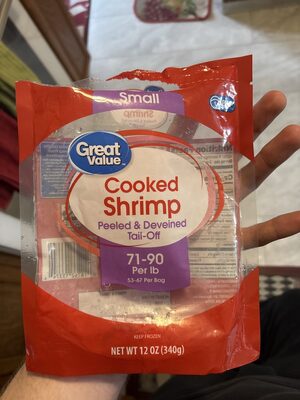 Small
Great
Value
Cooked
Shrimp
Peeled & Deveined
Tail-Off
71-90
Per lb
53-67 Per Bag
KEEP FROZEN
NET WT 12 OZ (340g)